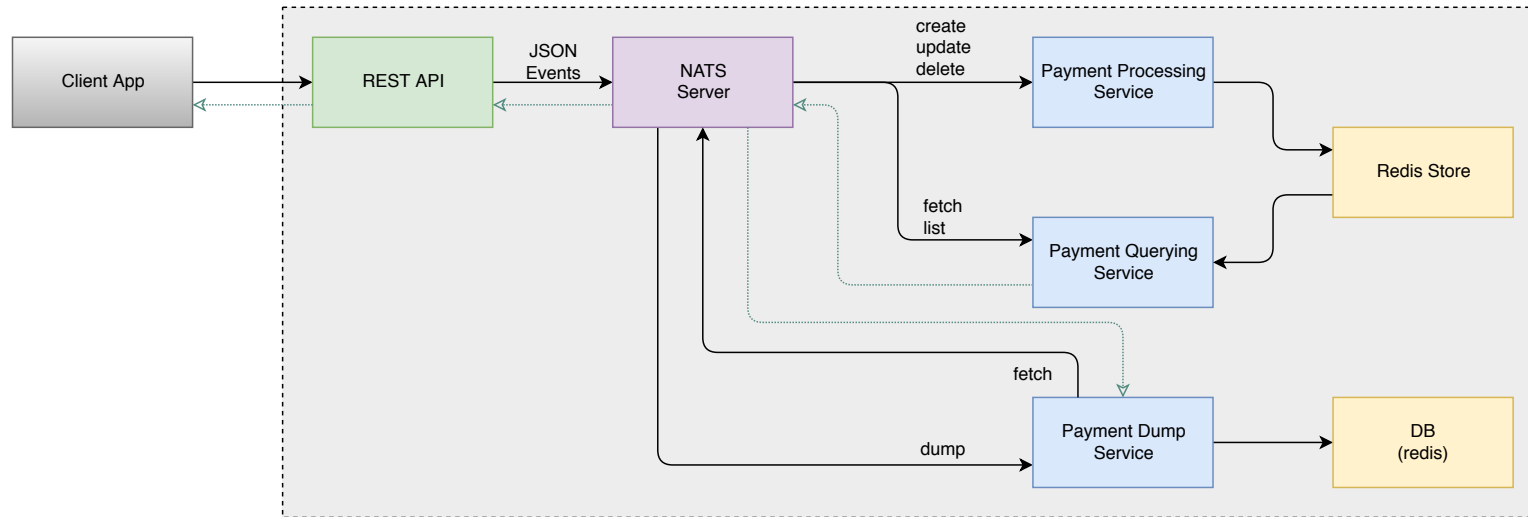 Client App
REST API
JSON
Events
NATS
Server
create
update
delete
Payment Processing
Service
Redis Store
fetch
list
Payment Querying
Service
fetch
dump
Payment Dump
Service
DB
(redis)